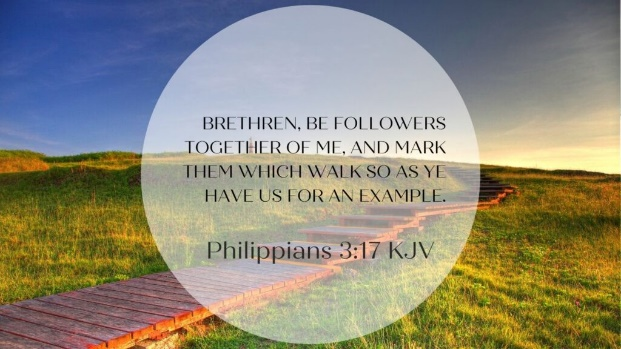 BRETHREN, BE FOLLOWERS
TOGETHER OF ME, AND MARK
THEM WHICH WALK SO AS YE
HAVE US FOR AN EXAMPLE.
Philippians 3:17 KJV